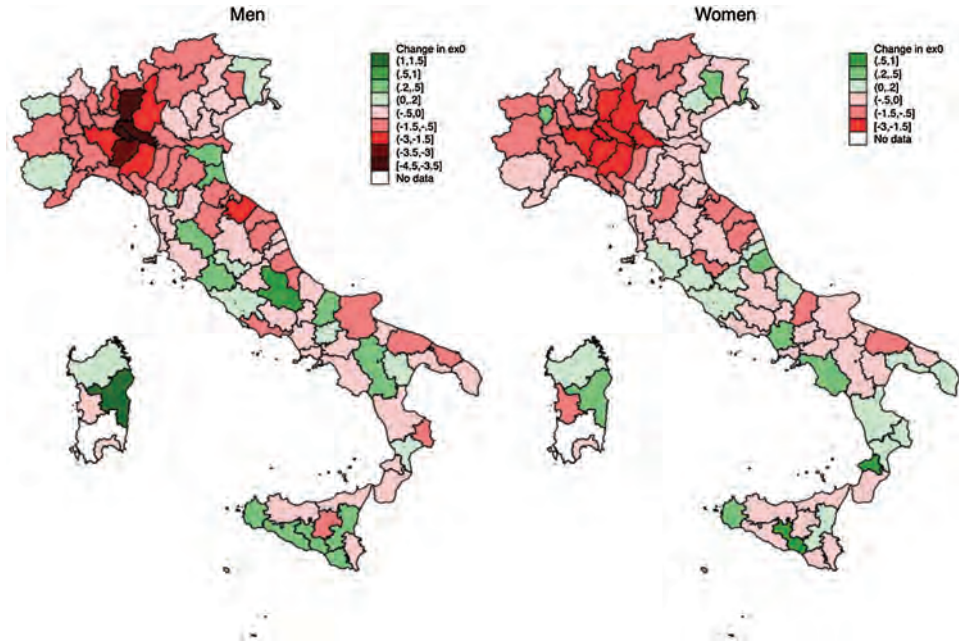 Men
Change in ex0
(1,1.5]
(.5,1]
(.2,.5]
(0,.2]
(-.5,0]
(-1.5,-.5]
(-3,-1.5]
(-3.5,-3]
[-4.5,-3.5]
No data
Women
Change in ex0
(.5,1]
(.2,.5]
(0,.2]
(-.5,0]
(-1.5,-.5]
[-3,-1.5]
No data